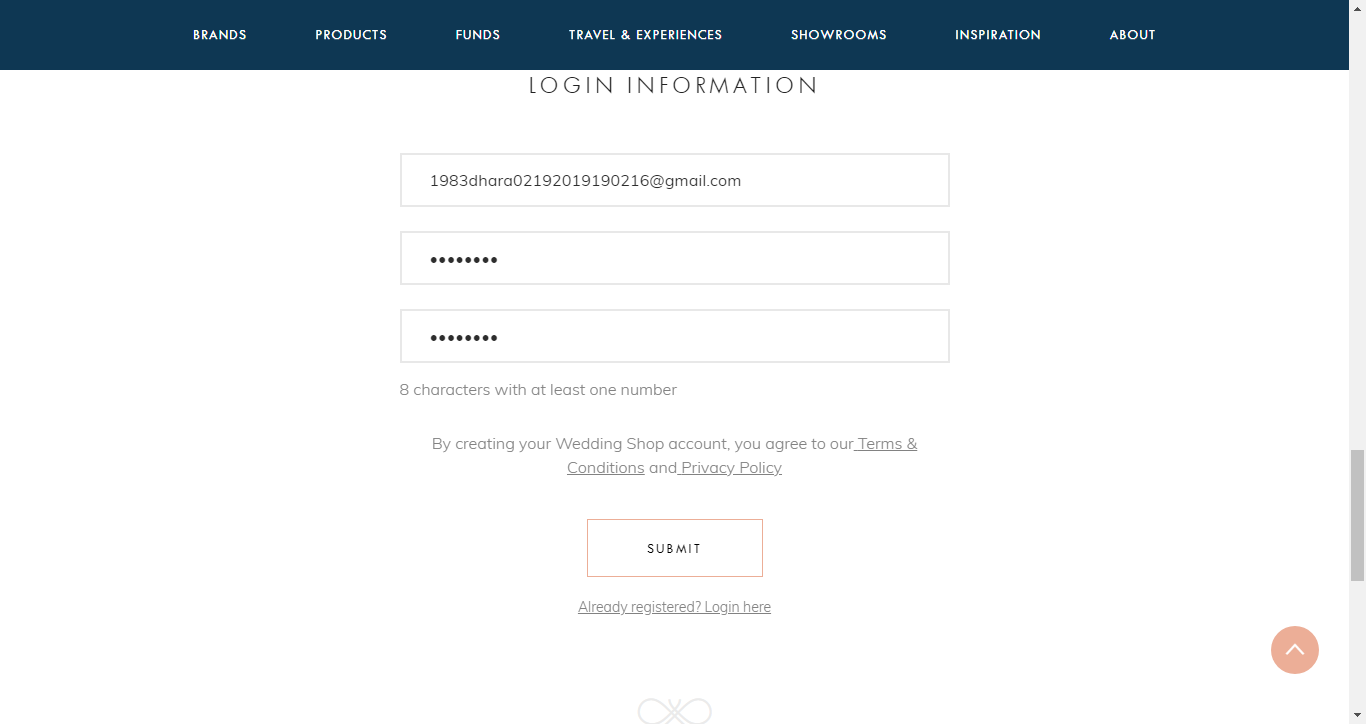 BRANDS PRODUCTS FUNDS TRAVEL & EXPERIENCES SHOWROOMS INSPIRATION ABOUT
LOGIN INFORMATION
1983dhara02192019190216@gmail.com
••••••••
••••••••
8 characters with at least one number
By creating your Wedding Shop account, you agree to our Terms &
Conditions and Privacy Policy
SUBMIT
Already registered? Login here